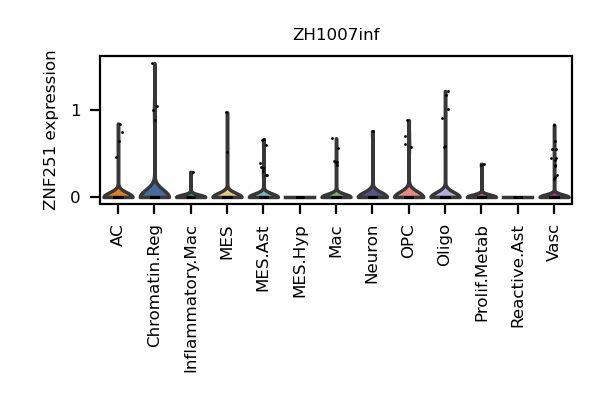 ZH1007inf
ZNF251 expression
1
0
AC
Chromatin.Reg
Inflammatory.Mac
MES
MES.Ast
MES.Hyp
Mac
Neuron
OPC
Oligo
Prolif.Metab
Reactive.Ast
Vasc